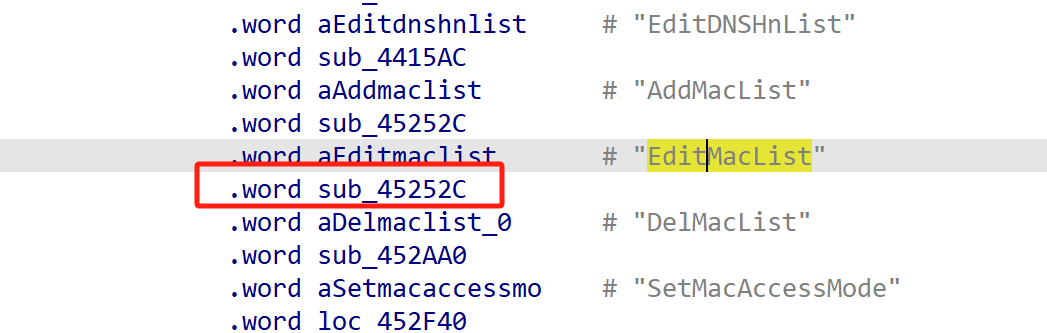 .word aEditdnshnlist # "EditDNSHnList"
.word sub_4415AC
.word aAddmaclist # "AddMacList"
.word sub_45252C
.word aEditmaclist # "EditMacList"
.word sub_45252C
.word aDelmaclist_0 # "DelMacList"
.word sub_452AA0
.word aSetmacaccessmo # "SetMacAccessMode"
.word loc_452F40